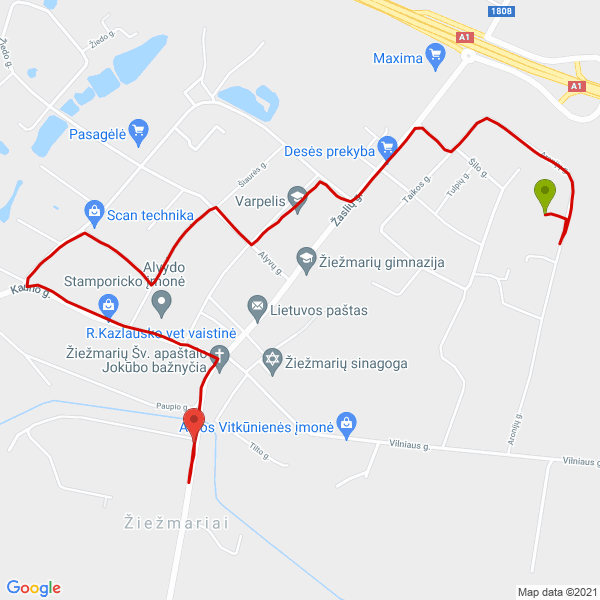 1808
A1
Žiedo g.
Maxima
Žiedo g.
A1
Pasagėlė
Desės prekyba
Šiaurės g.
Šilo g.
Taikos g.
Tulpių g.
Varpelis
Scan technika
Žaslių g.
Alyvų g.
Žiežmarių gimnazija
Alvydo
Stamporicko įmonė
Kauno g.
Lietuvos paštas
R.Kazlausko vet vaistinė
Žiežmarių Šv. apaštalo
Jokūbo bažnyčia
Žiežmarių sinagoga
Paupio g.
Vitkūnienės įmonė
Aronijų g.
Tilto g.
Vilniaus g.
Vilniaus g.
Žiežmariai
Google
Map data ©2021